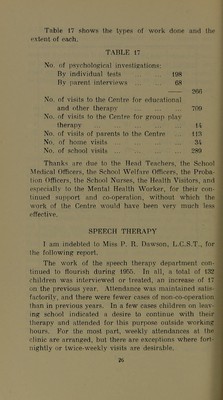 Table 17 shows the types of work done and the
extent of each.
TABLE 17
No. of psychological investigations:
By individual tests 198
By parent interviews 68
266
No. of visits to the Centre for educational
and other therapy 709
No. of visits to the Centre for group play
therapy 14
No. of visits of parents to the Centre 113
No. of home visits 34
No. of school visits 289
Thanks are due to the Head Teachers, the School
Medical Officers, the School Welfare Officers, the Proba-
tion Officers, the School Nurses, the Health Visitors, and
especially to the Mental Health Worker, for their con-
tinued support and co-operation, without which the
work of the Centre would have been very much less
effective.
SPEECH THERAPY
I am indebted to Miss P. R. Dawson, L.C.S.T., for
the following report.
The work of the speech therapy department con-
tinued to flourish during 1955. In all, a total of 132
children was interviewed or treated, an increase of 17
on the previous year. Attendance was maintained satis-
factorily, and there were fewer cases of non-co-operation
than in previous years. In a few cases children on leav-
ing school indicated a desire to continue with their
therapy and attended for this purpose outside working
hours. For the most part, weekly attendances at the
clinic are arranged, but there are exceptions where fort-
nightly or twice-weekly visits are desirable.
26